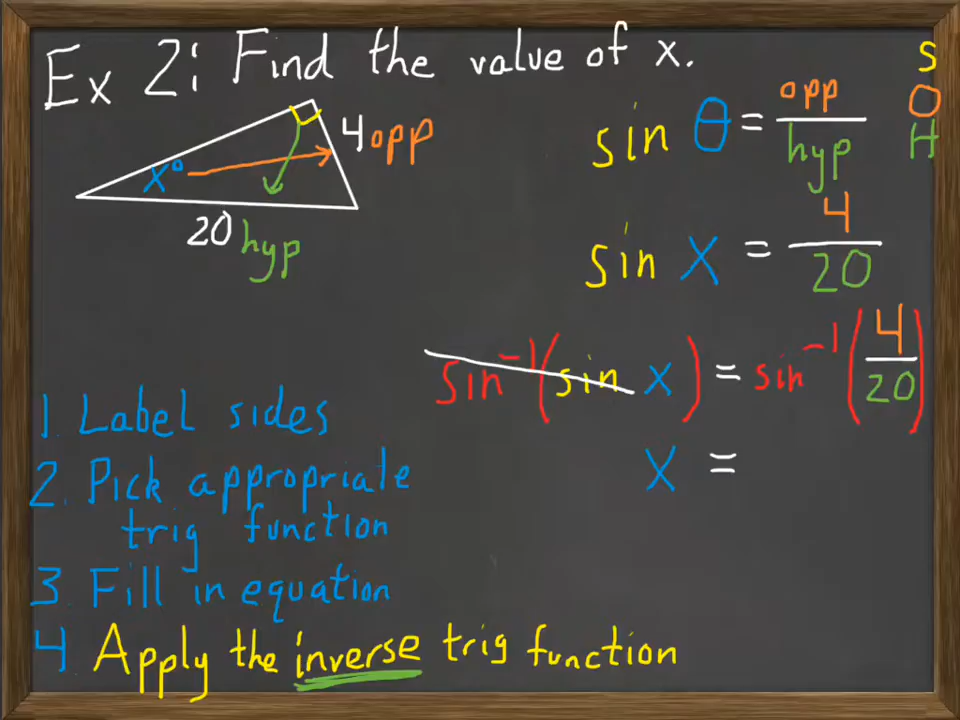 Ex 2: Find the value of x.
4 opp
x°
20 hyp
sin θ = opp/hyp
S
O
H
sin x = 4/20
sin⁻¹(sin x) = sin⁻¹(4/20)
x =
1. Label sides
2. Pick appropriate
trig function
3. Fill in equation
4. Apply the inverse trig function